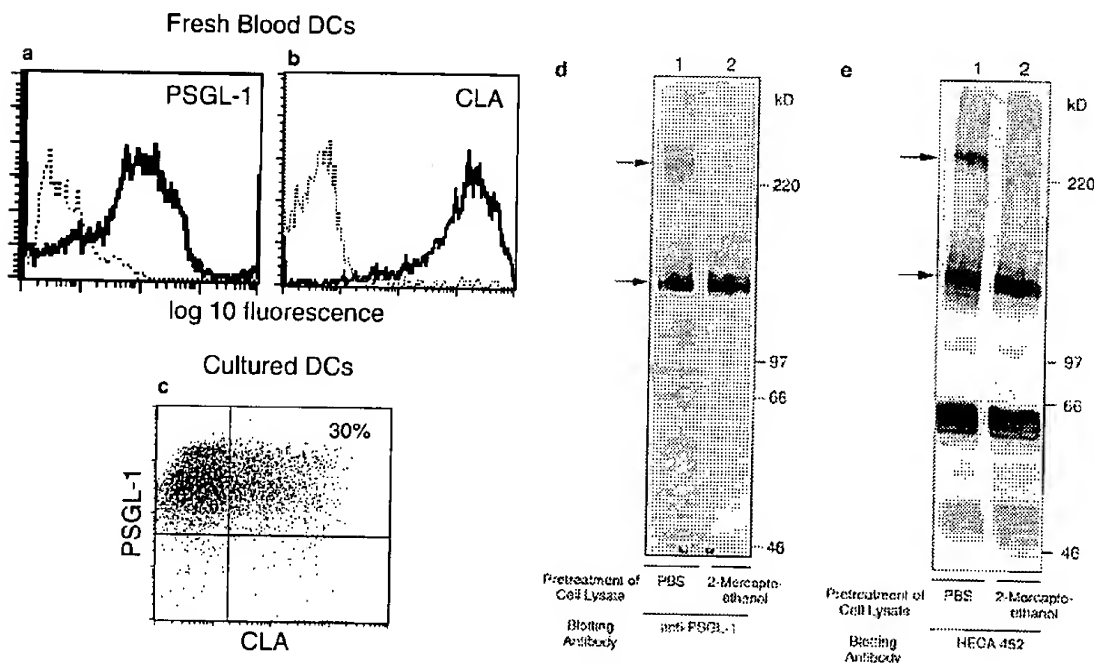 Fresh Blood DCs
a
b
PSGL-1
CLA
log 10 fluorescence
Cultured DCs
c
30%
PSGL-1
CLA
d
1 2
kD
220
97
66
46
Pretreatment of Cell Lysate
PBS
2-Mercapto-
ethanol
Blotting Antibody
anti-PSGL-1
e
1 2
kD
220
97
66
46
Pretreatment of Cell Lysate
PBS
2-Mercapto-
ethanol
Blotting Antibody
HECA 452